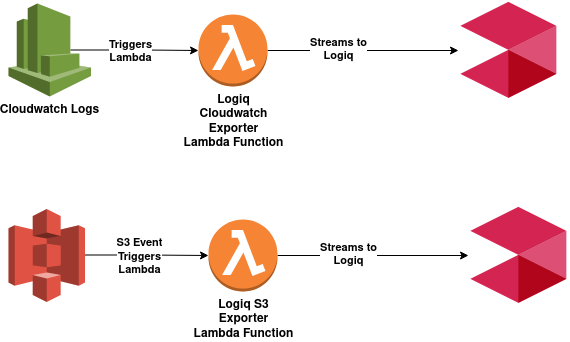 Triggers
Lambda
Streams to
Logiq
Cloudwatch Logs
Logiq
Cloudwatch
Exporter
Lambda Function
S3 Event
Triggers
Lambda
Streams to
Logiq
Logiq S3
Exporter
Lambda Function